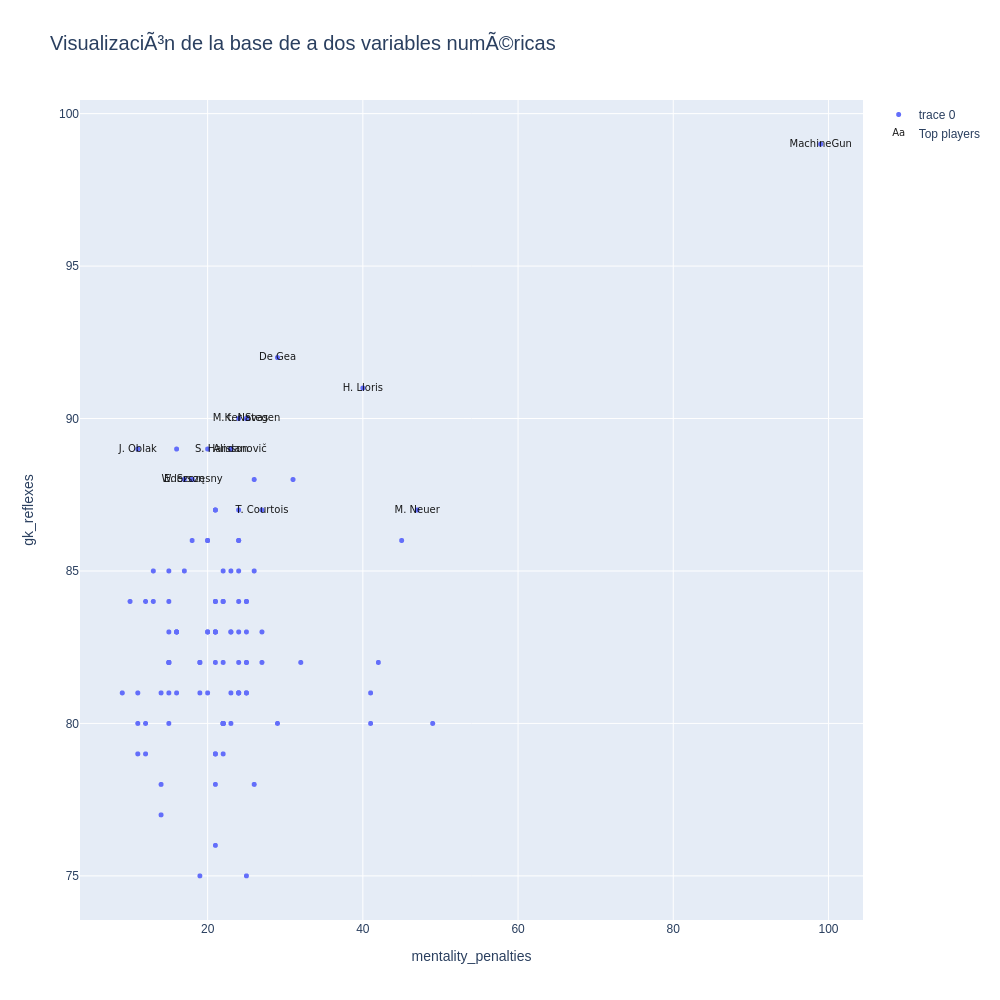 VisualizaciÃ³n de la base de a dos variables numÃ©ricas
trace 0
Aa Top players
100
95
90
85
80
75
gk_reflexes
MachineGun
De Gea
H. Lloris
J. Oblak
T. Courtois
M. Neuer
20 40 60 80 100
mentality_penalties